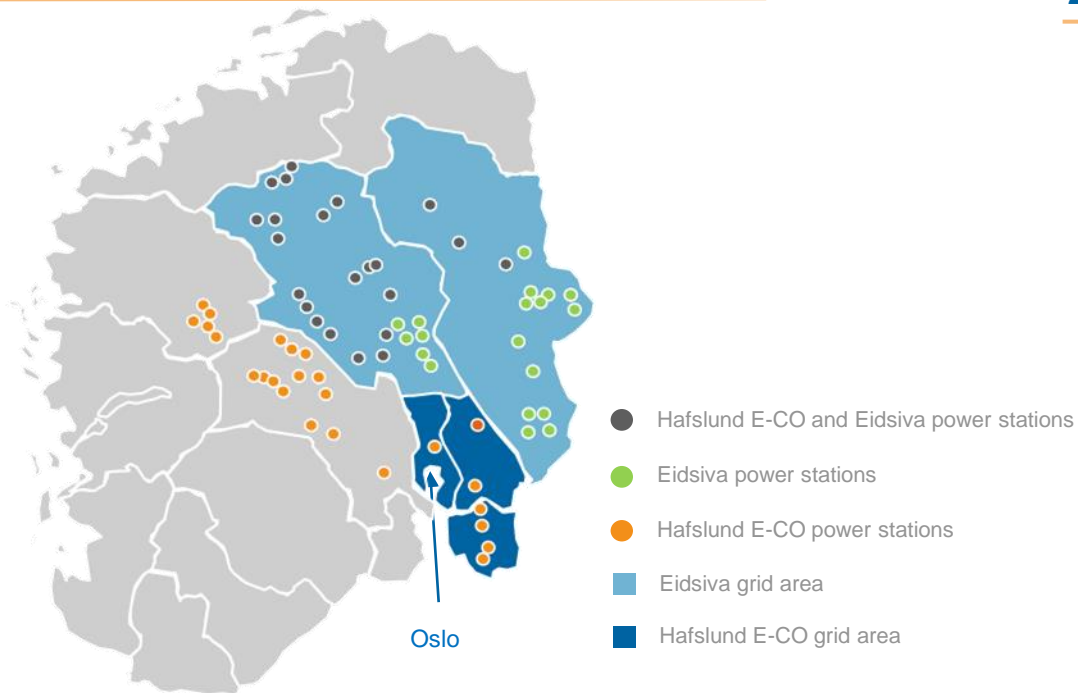 Hafslund E-CO and Eidsiva power stations
Eidsiva power stations
Hafslund E-CO power stations
Eidsiva grid area
Hafslund E-CO grid area
Oslo